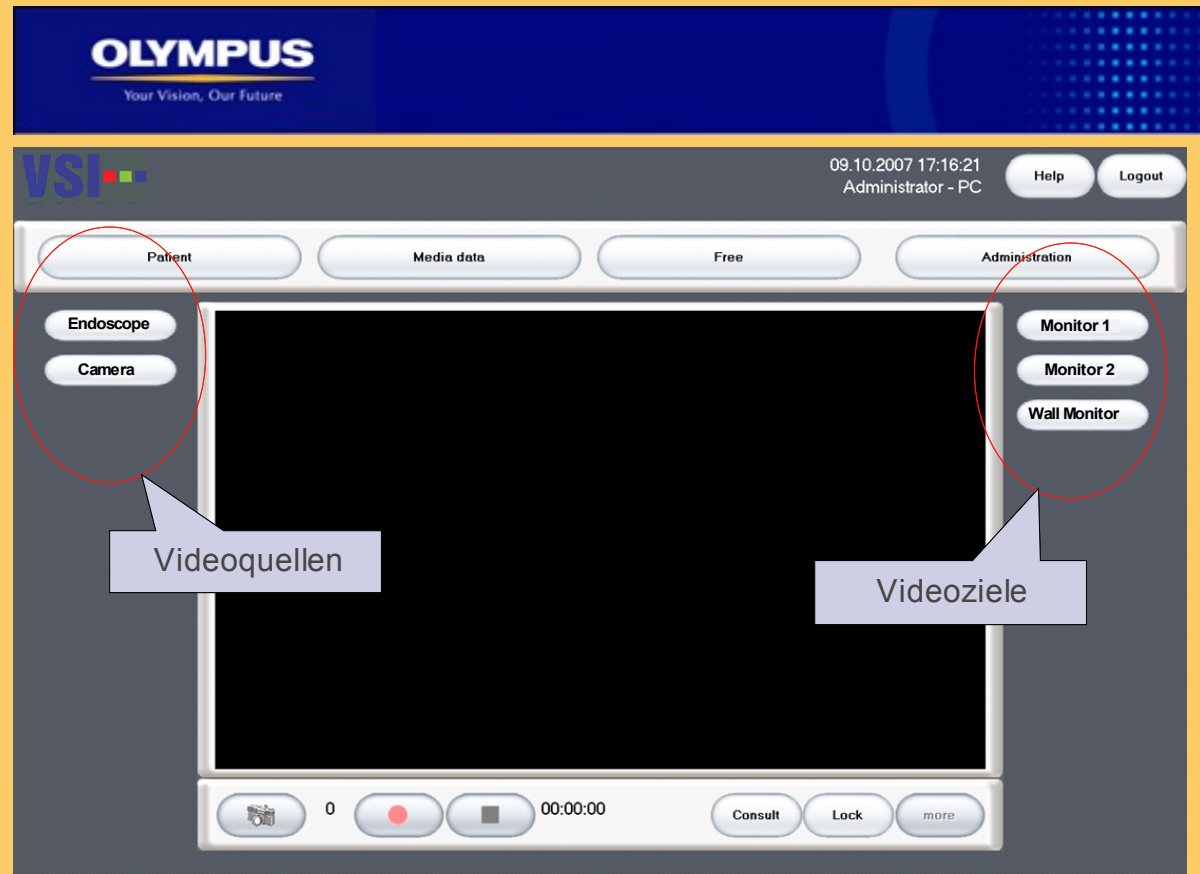 OLYMPUS
Your Vision, Our Future
VSI
09.10.2007 17:16:21
Administrator - PC
Help
Logout
Patient
Media data
Free
Administration
Endoscope
Camera
Monitor 1
Monitor 2
Wall Monitor
Videoquellen
Videoziele
0
00:00:00
Consult
Lock
more